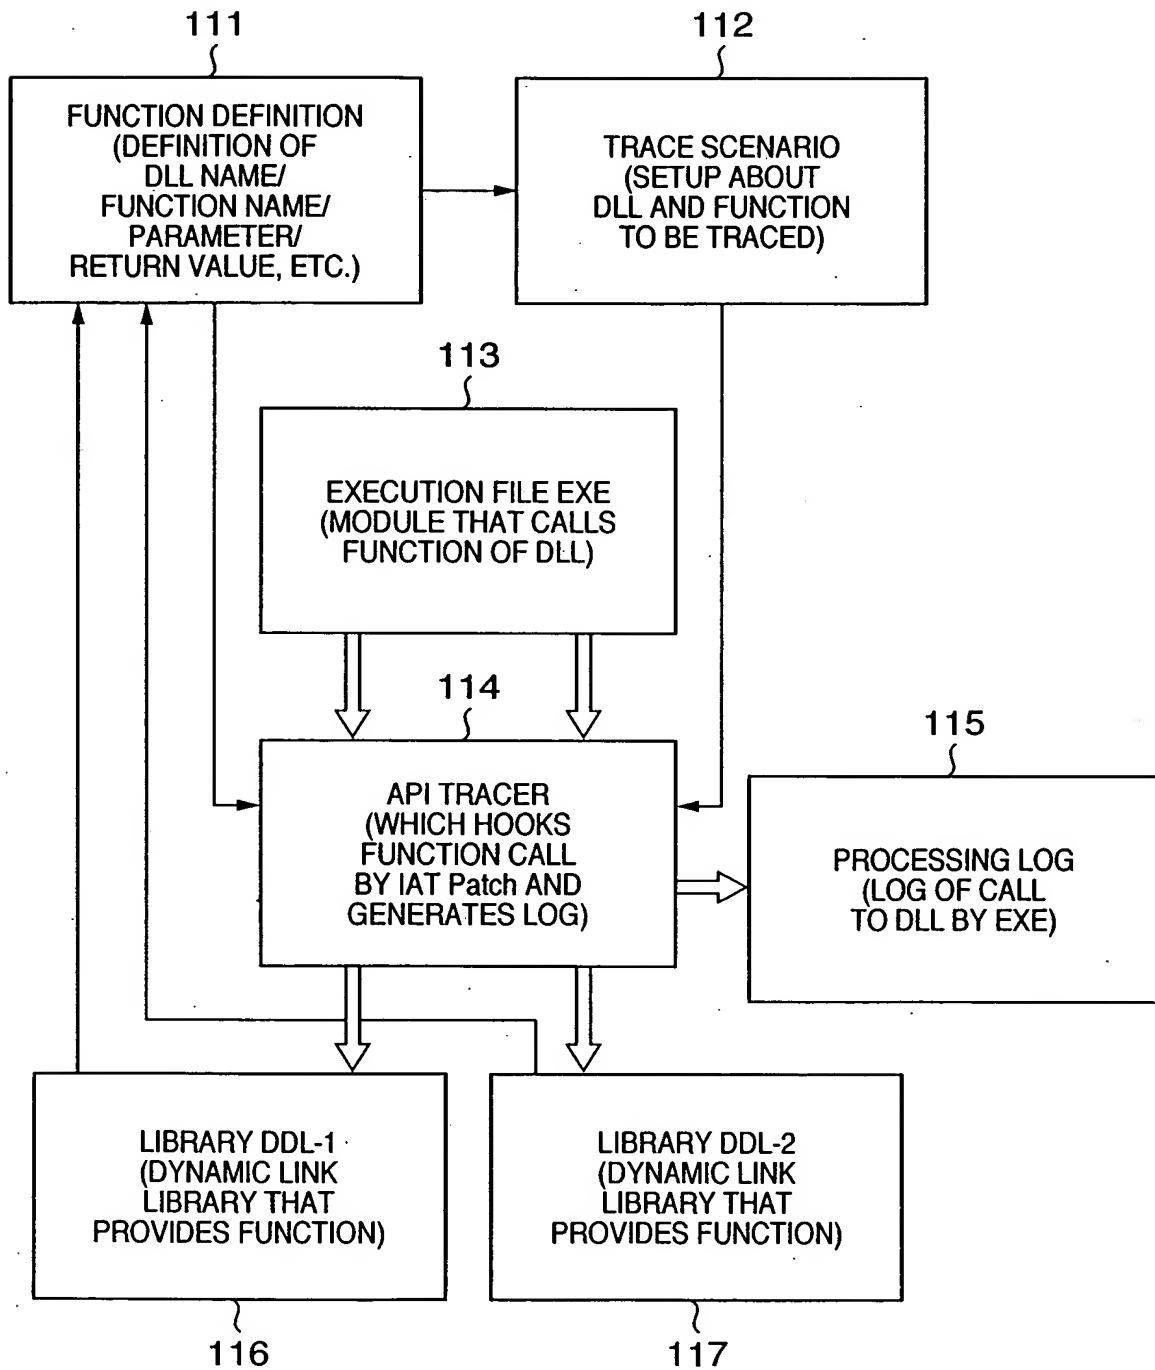 111
FUNCTION DEFINITION
(DEFINITION OF
DLL NAME/
FUNCTION NAME/
PARAMETER/
RETURN VALUE, ETC.)
112
TRACE SCENARIO
(SETUP ABOUT
DLL AND FUNCTION
TO BE TRACED)
113
EXECUTION FILE EXE
(MODULE THAT CALLS
FUNCTION OF DLL)
114
API TRACER
(WHICH HOOKS
FUNCTION CALL
BY IAT Patch AND
GENERATES LOG)
115
PROCESSING LOG
(LOG OF CALL
TO DLL BY EXE)
LIBRARY DDL-1
(DYNAMIC LINK
LIBRARY THAT
PROVIDES FUNCTION)
116
LIBRARY DDL-2
(DYNAMIC LINK
LIBRARY THAT
PROVIDES FUNCTION)
117